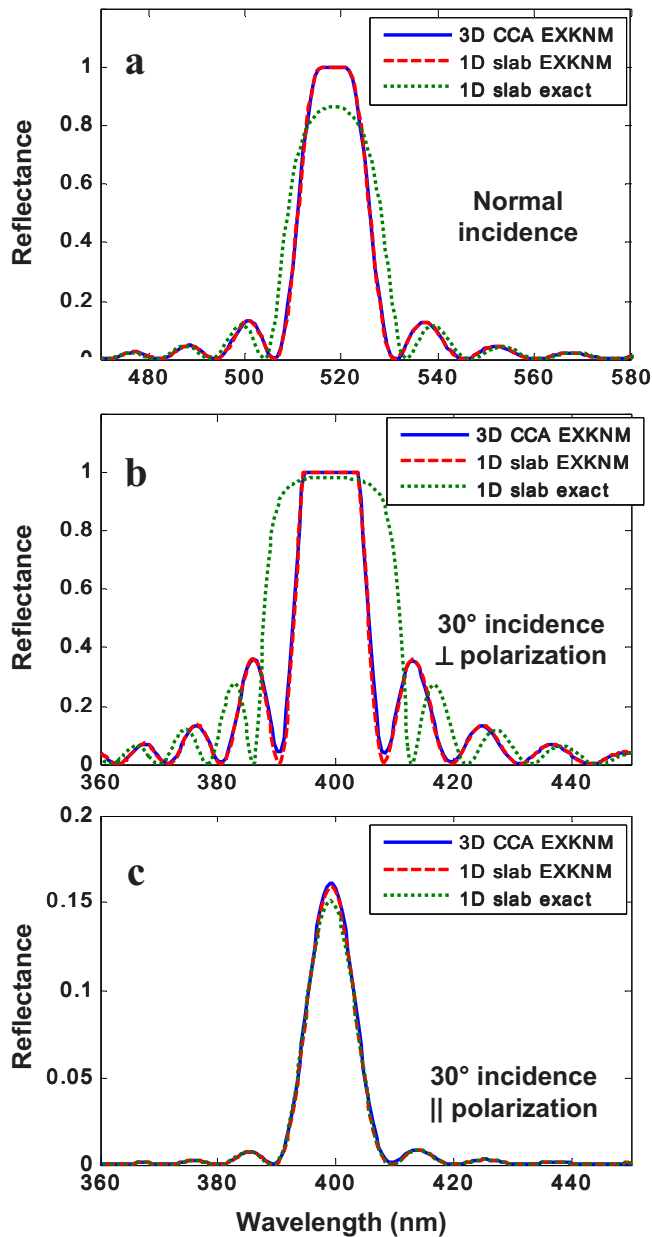 a
3D CCA EXKNM
1D slab EXKNM
1D slab exact
Normal
incidence
Reflectance
1
0.8
0.6
0.4
0.2
0
480
500
520
540
560
580
b
3D CCA EXKNM
1D slab EXKNM
1D slab exact
30° incidence
⊥ polarization
Reflectance
1
0.8
0.6
0.4
0.2
0
360
380
400
420
440
c
3D CCA EXKNM
1D slab EXKNM
1D slab exact
30° incidence
|| polarization
Reflectance
0.2
0.15
0.1
0.05
0
360
380
400
420
440
Wavelength (nm)